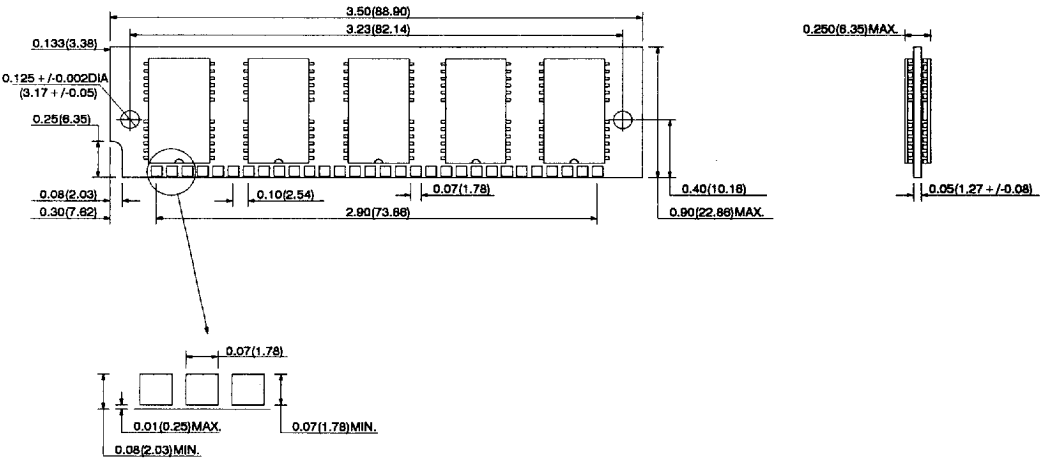 3.50(88.90)
3.23(82.14)
0.133(3.38)
0.250(6.35)MAX.
0.125 +/-0.002DIA
(3.17 +/-0.05)
0.25(6.35)
0.08(2.03)
0.10(2.54)
0.07(1.78)
0.40(10.16)
0.05(1.27 +/-0.08)
0.30(7.62)
2.90(73.66)
0.90(22.86)MAX.
0.07(1.78)
0.01(0.25)MAX.
0.07(1.78)MIN.
0.08(2.03)MIN.